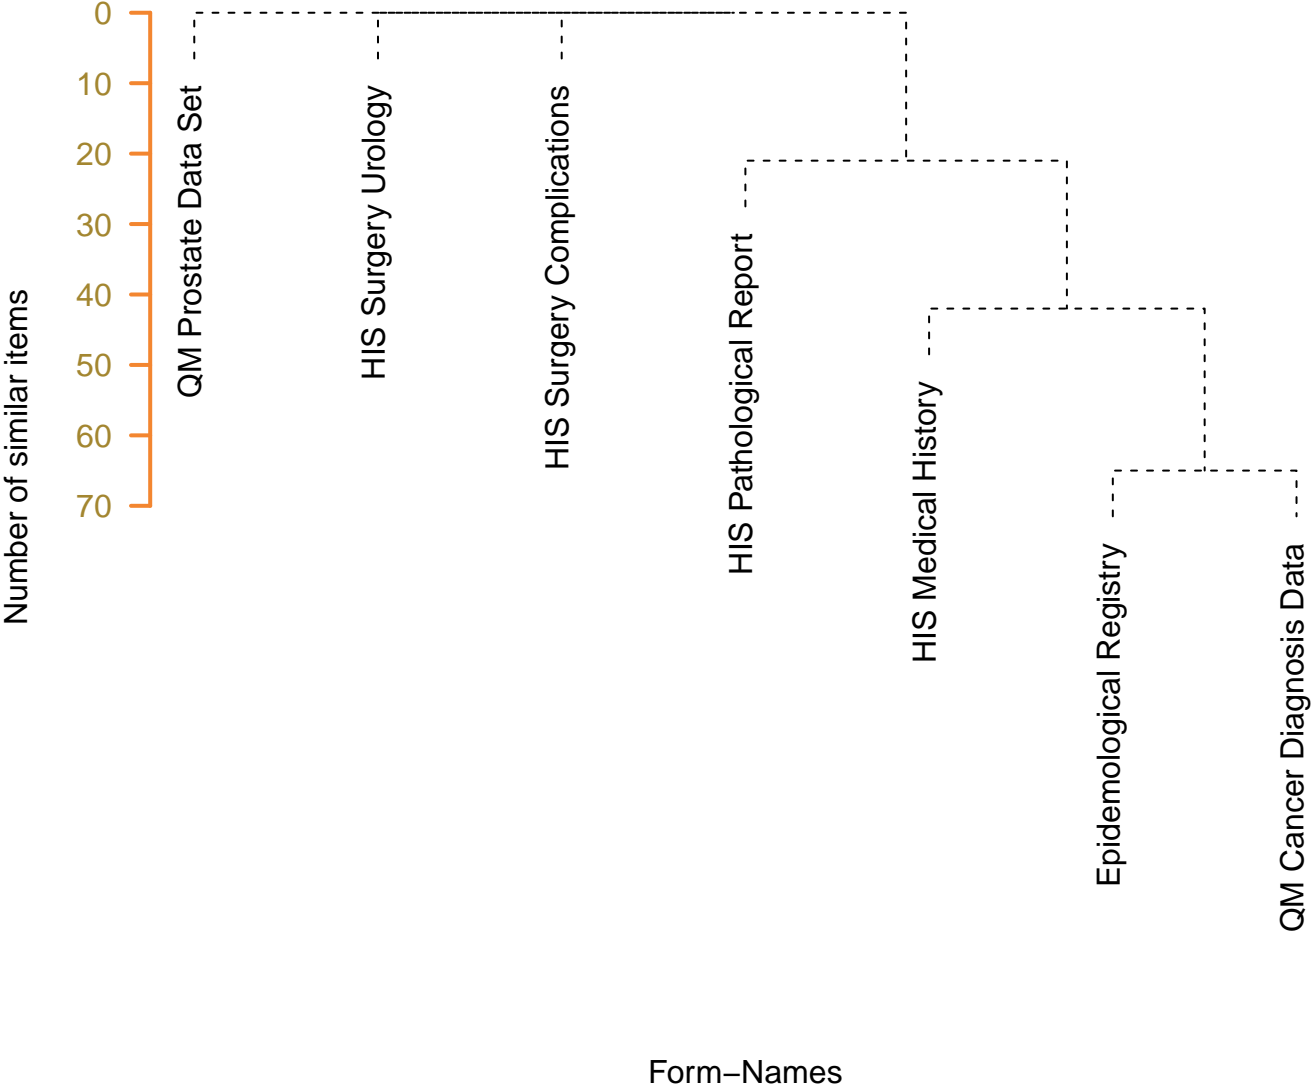 Number of similar items
0
10
20
30
40
50
60
70
QM Prostate Data Set
HIS Surgery Urology
HIS Surgery Complications
HIS Pathological Report
HIS Medical History
Epidemological Registry
QM Cancer Diagnosis Data
Form−Names